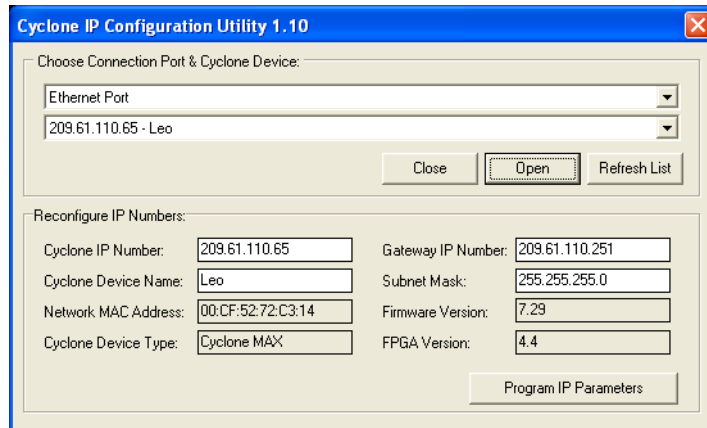 Cyclone IP Configuration Utility 1.10
Choose Connection Port & Cyclone Device:
Ethernet Port
209.61.110.65 - Leo
Close Open Refresh List
Reconfigure IP Numbers:
Cyclone IP Number: 209.61.110.65 Gateway IP Number: 209.61.110.251
Cyclone Device Name: Leo Subnet Mask: 255.255.255.0
Network MAC Address: 00:CF:52:72:C3:14 Firmware Version: 7.29
Cyclone Device Type: Cyclone MAX FPGA Version: 4.4
Program IP Parameters